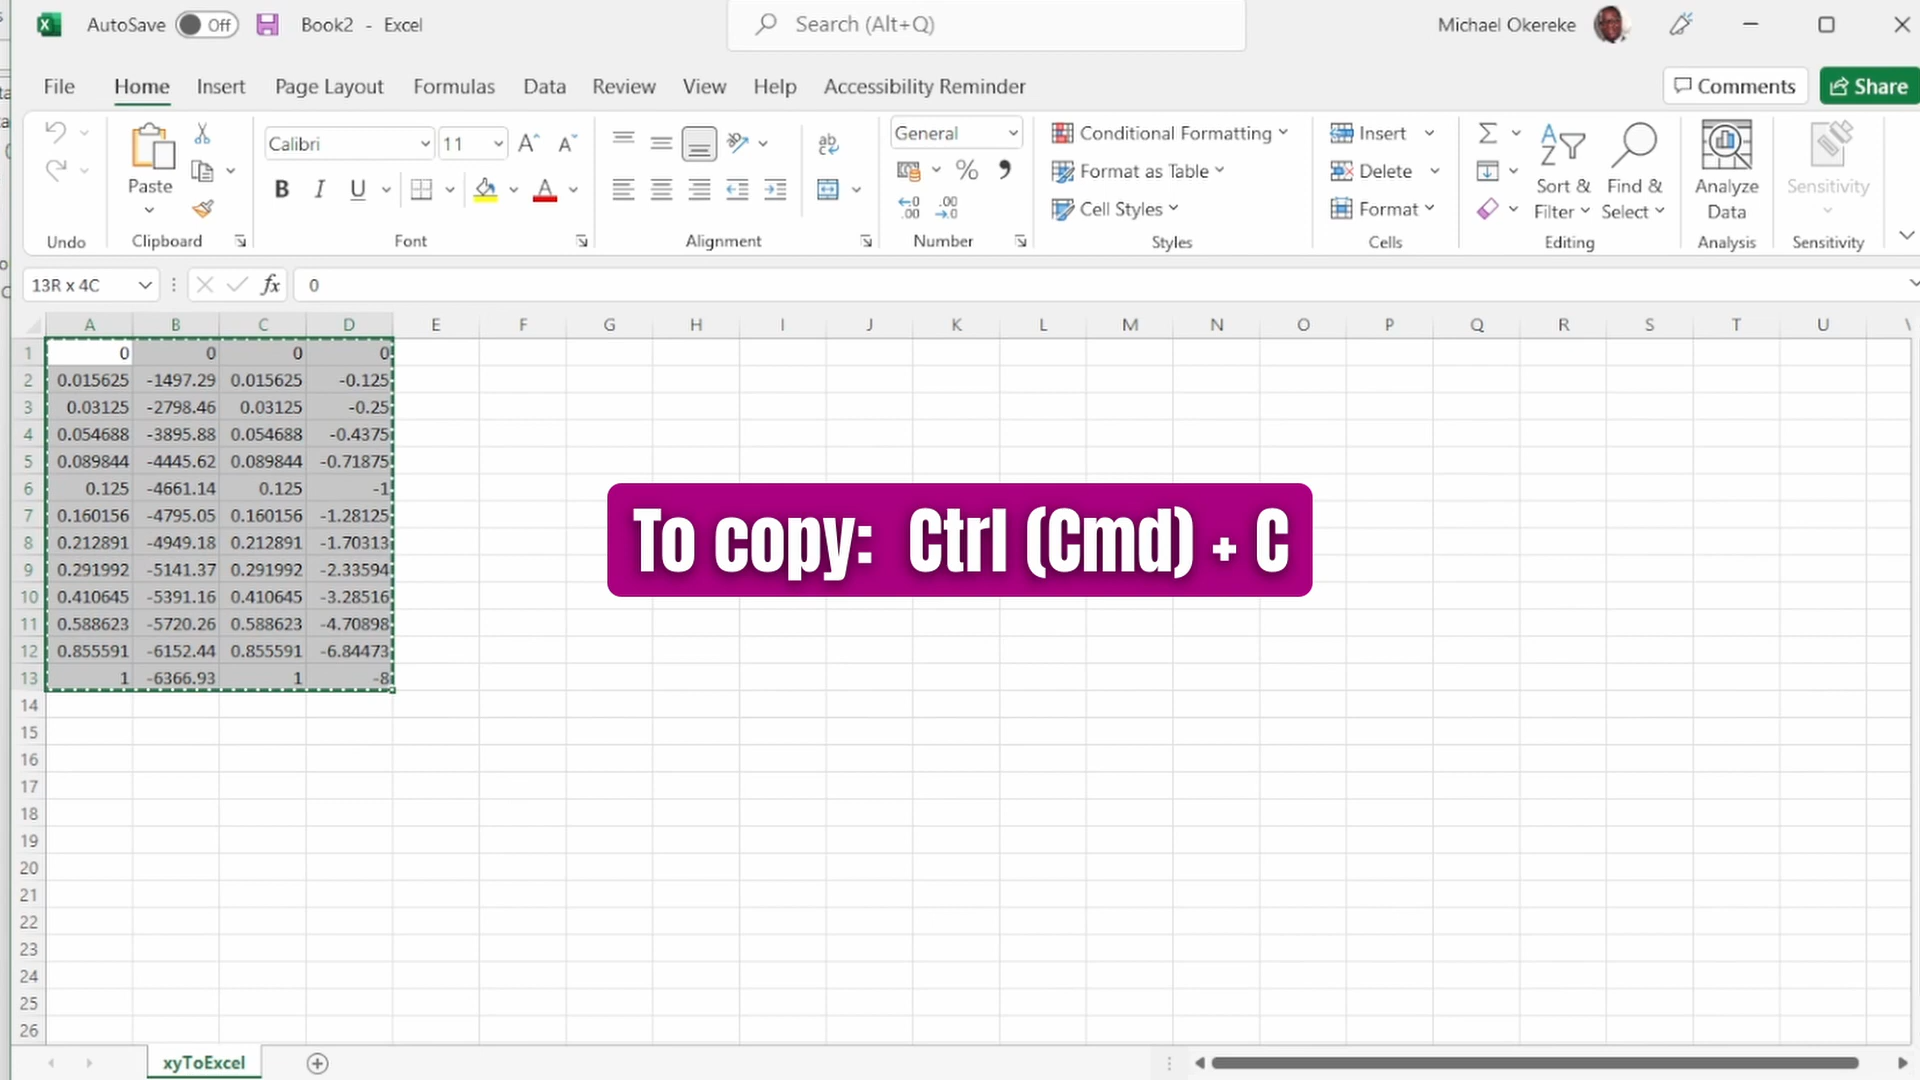 AutoSave Off Book2 - Excel Search (Alt+Q) Michael Okereke
File Home Insert Page Layout Formulas Data Review View Help Accessibility Reminder Comments Share
Paste
Undo
Clipboard
Calibri 11
B I U
Font
ab
c
Alignment
General
% 9
Number
Conditional Formatting
Format as Table
Cell Styles
Styles
Insert
Delete
Format
Cells
Sort &
Filter
Find &
Select
Editing
Analyze
Data
Analysis
Sensitivity
Sensitivity
13R x 4C fx 0
A B C D E F G H I J K L M N O P Q R S T U
1 0 0 0 0
2 0.015625 -1497.29 0.015625 -0.125
3 0.03125 -2798.46 0.03125 -0.25
4 0.054688 -3895.88 0.054688 -0.4375
5 0.089844 -4445.62 0.089844 -0.71875
6 0.125 -4661.14 0.125 -1
7 0.160156 -4795.05 0.160156 -1.28125
8 0.212891 -4949.18 0.212891 -1.70313
9 0.291992 -5141.37 0.291992 -2.33594
10 0.410645 -5391.16 0.410645 -3.28516
11 0.588623 -5720.26 0.588623 -4.70898
12 0.855591 -6152.44 0.855591 -6.84473
13 1 -6366.93 1 -8
14
15
16
17
18
19
20
21
22
23
24
25
26
To copy: Ctrl (Cmd) + C
xyToExcel